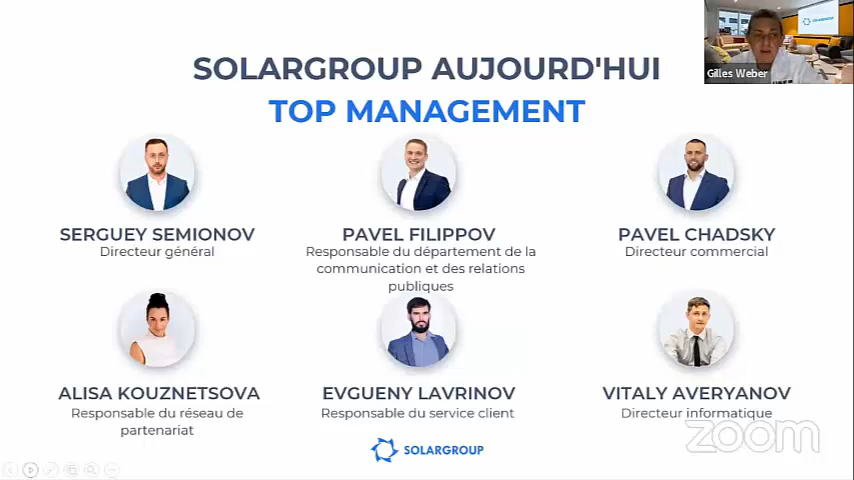 SOLARGROUP AUJOURD'HUI
TOP MANAGEMENT
Gilles Weber
SERGUEY SEMIONOV
Directeur général
PAVEL FILIPPOV
Responsable du département de la
communication et des relations
publiques
PAVEL CHADSKY
Directeur commercial
ALISA KOUZNETSOVA
Responsable du réseau de
partenariat
EVGUENY LAVRINOV
Responsable du service client
VITALY AVERYANOV
Directeur informatique
SOLARGROUP
zoom